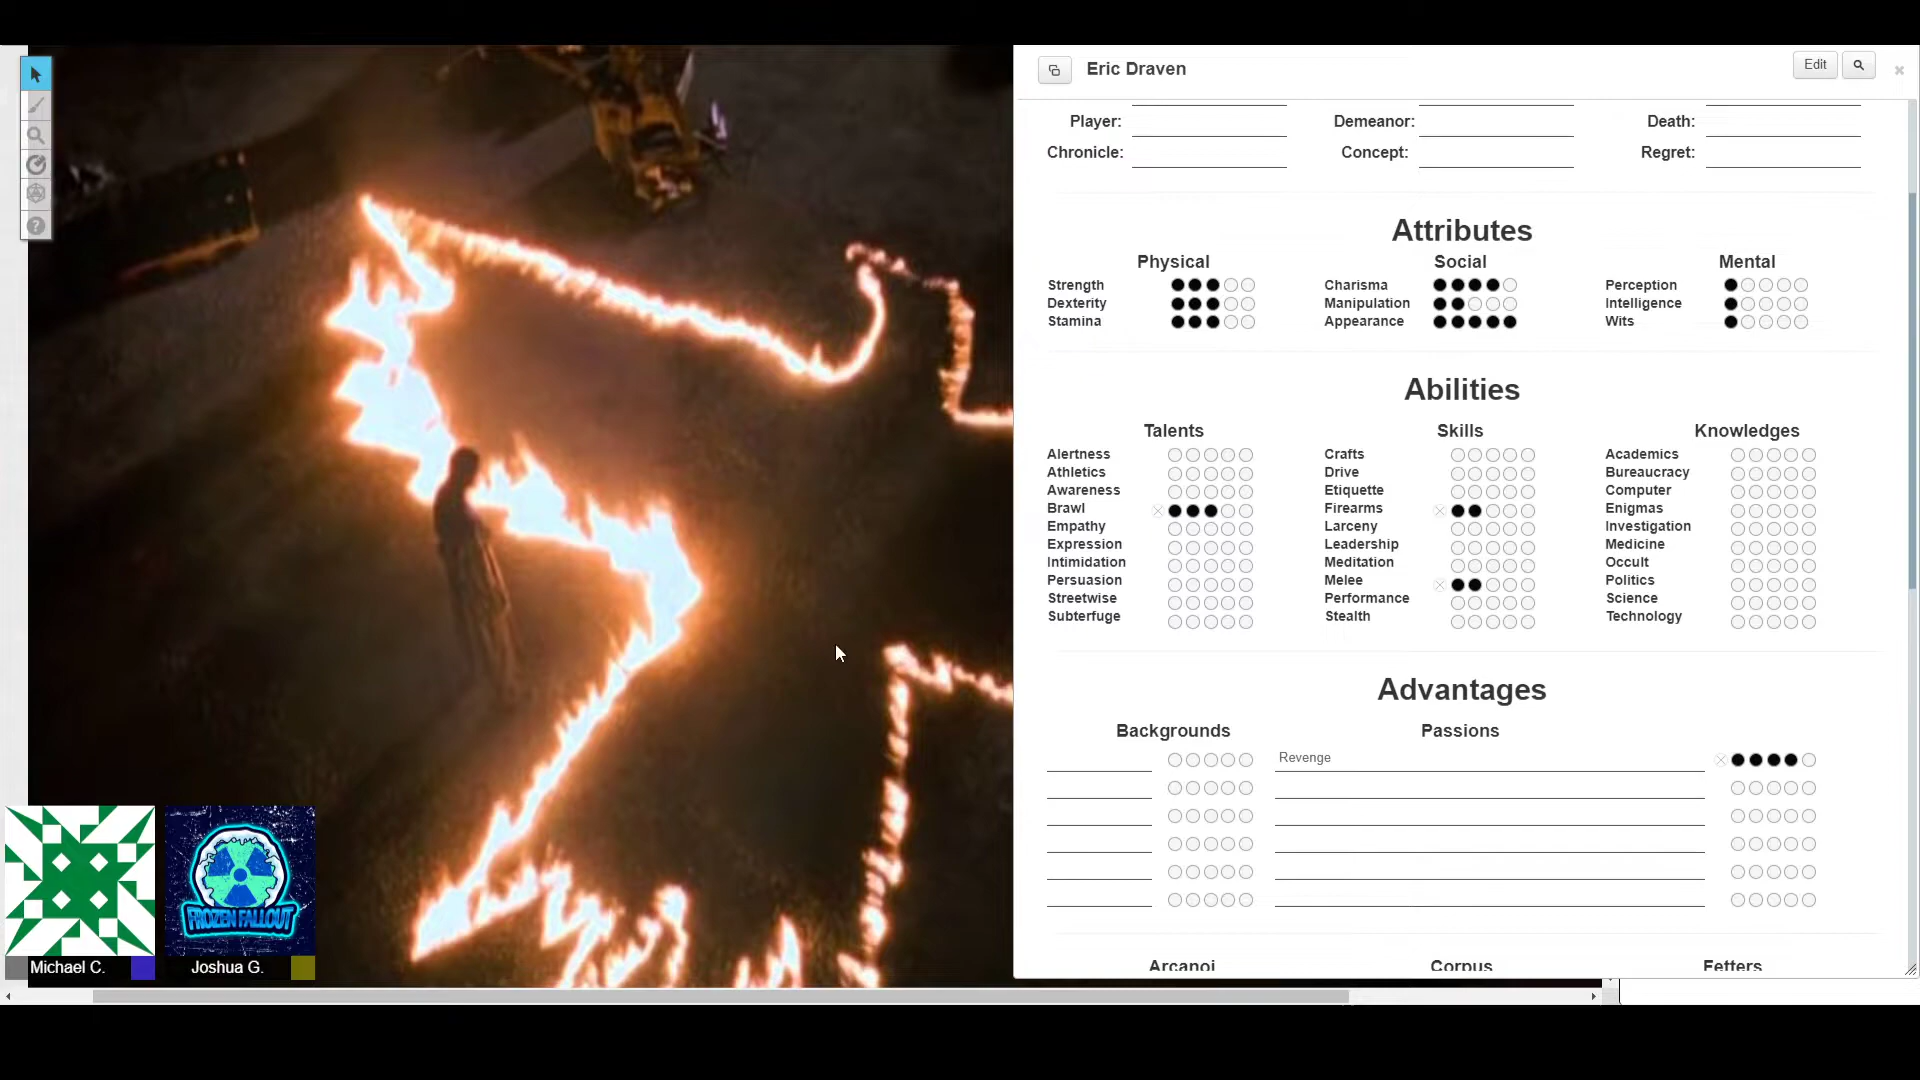 Eric Draven
Edit
Player:
Demeanor:
Death:
Chronicle:
Concept:
Regret:
Attributes
Physical
Social
Mental
Strength
Charisma
Perception
Dexterity
Manipulation
Intelligence
Stamina
Appearance
Wits
Abilities
Talents
Skills
Knowledges
Alertness
Crafts
Academics
Athletics
Drive
Bureaucracy
Awareness
Etiquette
Computer
Brawl
Firearms
Enigmas
Empathy
Larceny
Investigation
Expression
Leadership
Medicine
Intimidation
Meditation
Occult
Persuasion
Melee
Politics
Streetwise
Performance
Science
Subterfuge
Stealth
Technology
Advantages
Backgrounds
Passions
Revenge
Arcanoi
Corpus
Fetters
FROZEN FALLOUT
Michael C.
Joshua G.